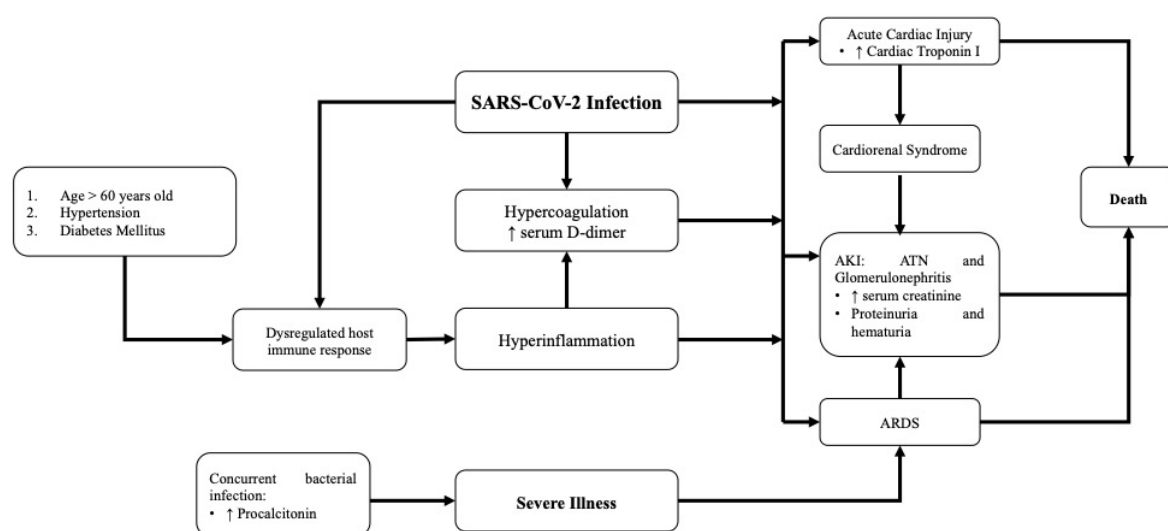 Acute Cardiac Injury
• ↑ Cardiac Troponin I
SARS-CoV-2 Infection
Cardiorenal Syndrome
1. Age > 60 years old
2. Hypertension
3. Diabetes Mellitus
Death
Hypercoagulation
↑ serum D-dimer
AKI: ATN and
Glomerulonephritis
• ↑ serum creatinine
• Proteinuria and
hematuria
Dysregulated host
immune response
Hyperinflammation
ARDS
Concurrent bacterial
infection:
• ↑ Procalcitonin
Severe Illness